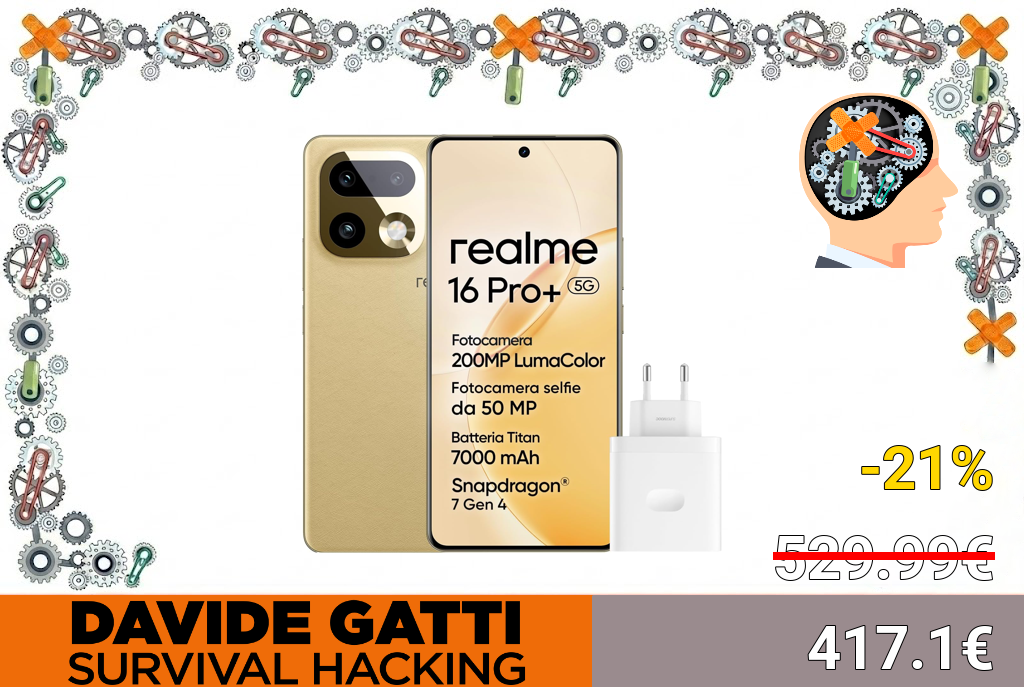 realme
16 Pro+ 5G
Fotocamera
200MP LumaColor
Fotocamera selfie
da 50 MP
Batteria Titan
7000 mAh
Snapdragon®
7 Gen 4
re
-21%
529.99€
417.1€
DAVIDE GATTI
SURVIVAL HACKING